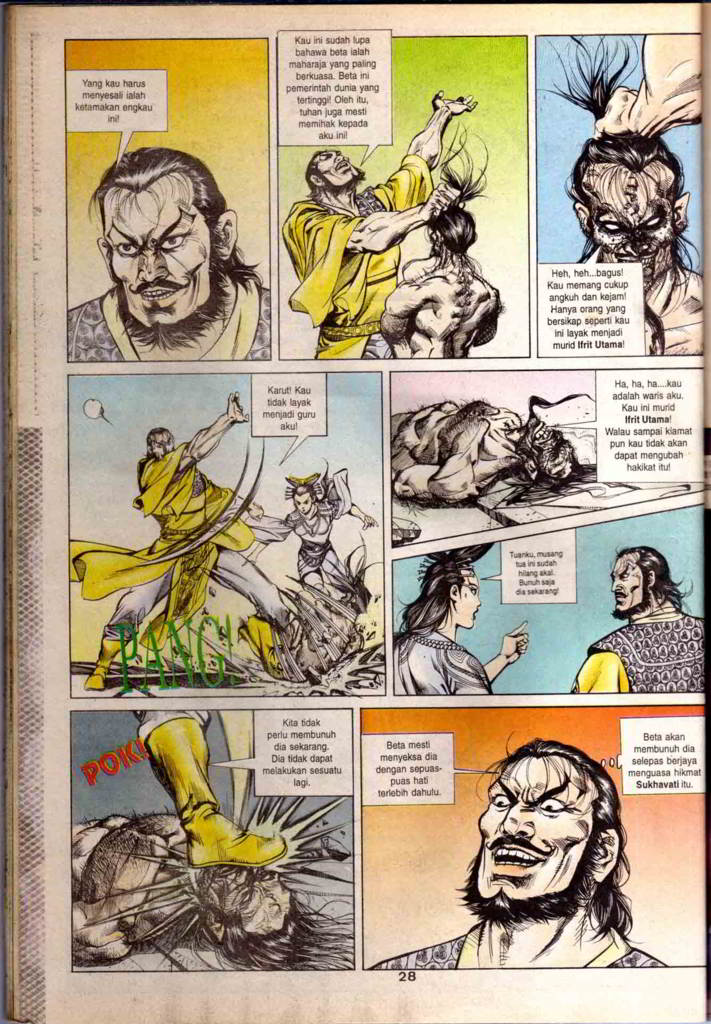 Yang kau harus
menyesali ialah
ketamakan engkau
ini!
Kau ini sudah lupa
bahawa beta ialah
maharaja yang paling
berkuasa. Beta ini
pemerintah dunia yang
tertinggi! Oleh itu,
tuhan juga mesti
memihak kepada
aku ini!
Heh, heh...bagus!
Kau memang cukup
angkuh dan kejam!
Hanya orang yang
bersikap seperti kau
ini layak menjadi
murid Ifrit Utama!
Karut! Kau
tidak layak
menjadi guru
aku!
PANG!
Ha, ha, ha....kau
adalah waris aku.
Kau ini murid
Ifrit Utama!
Walau sampai kiamat
pun kau tidak akan
dapat mengubah
hakikat itu!
Tuanku, musang
tua ini sudah
hilang akal.
Bunuh saja
dia sekarang!
POK!
Kita tidak
perlu membunuh
dia sekarang.
Dia tidak dapat
melakukan sesuatu
lagi.
Beta mesti
menyeksa dia
dengan sepuas-
puas hati
terlebih dahulu.
Beta akan
membunuh dia
selepas berjaya
menguasa hikmat
Sukhavati itu.
28